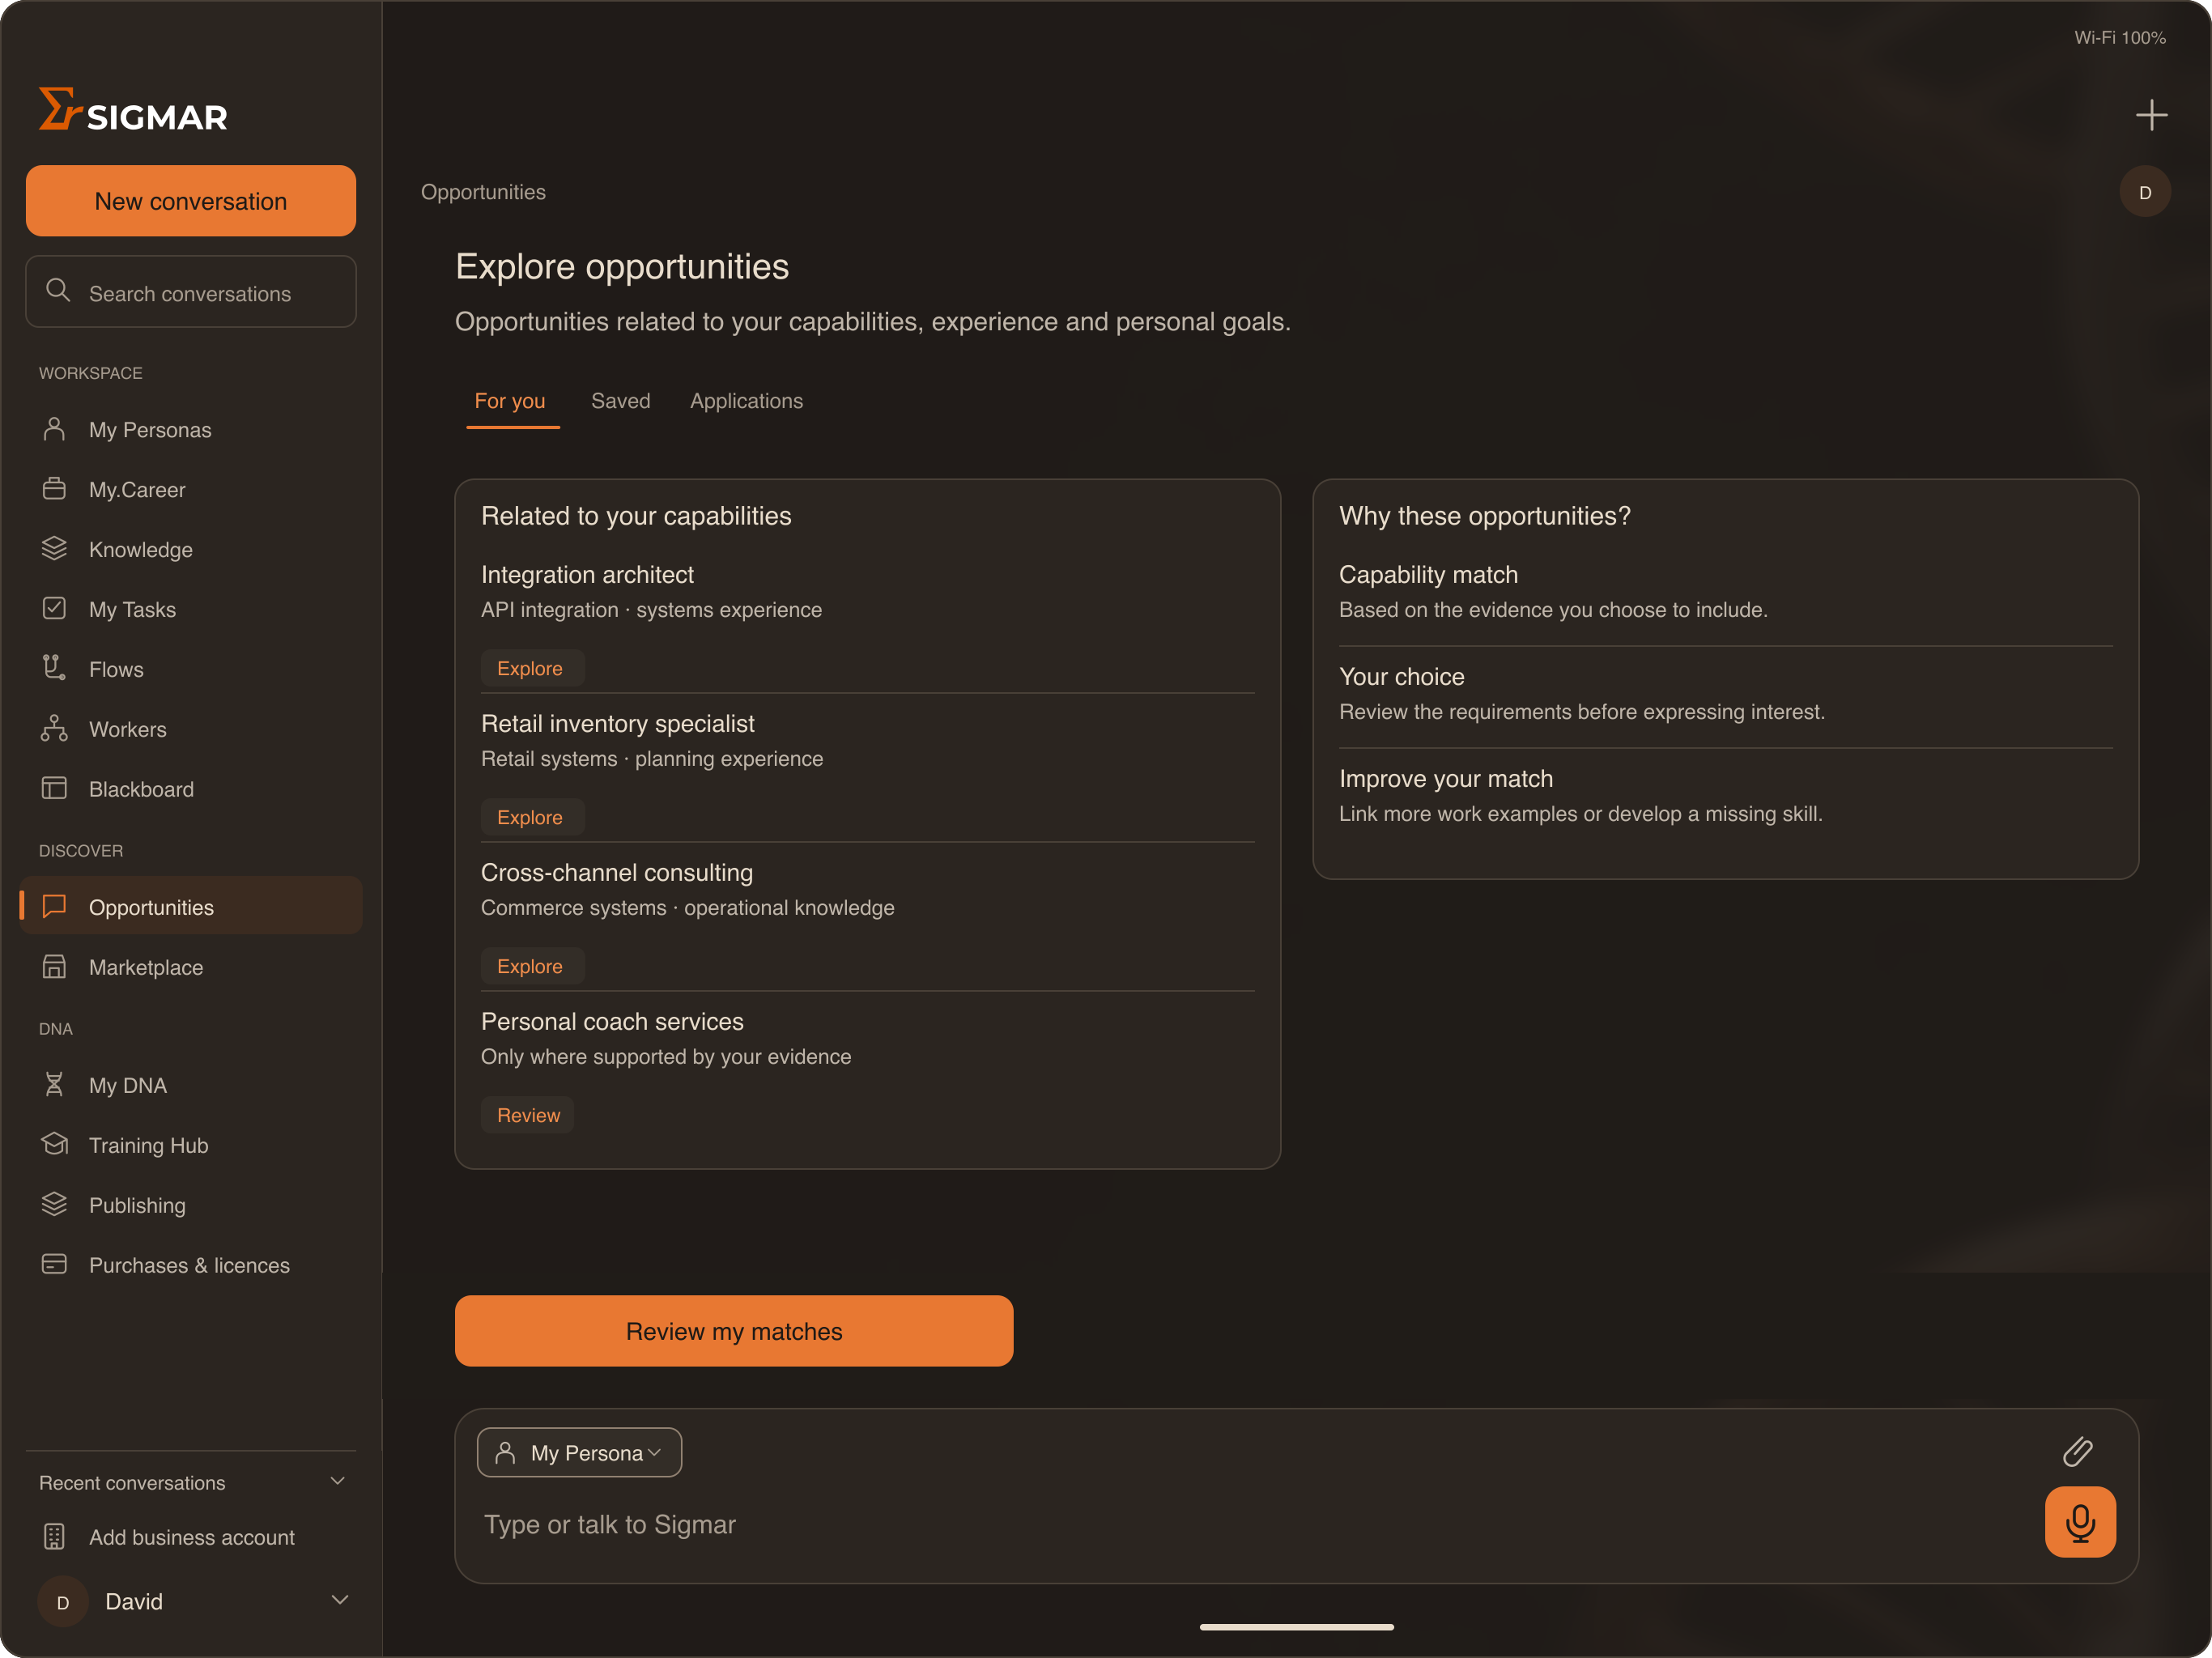 Wi-Fi 100%
Σr SIGMAR
New conversation
Search conversations
WORKSPACE
My Personas
My.Career
Knowledge
My Tasks
Flows
Workers
Blackboard
DISCOVER
Opportunities
Marketplace
DNA
My DNA
Training Hub
Publishing
Purchases & licences
Recent conversations
Add business account
D
David
Opportunities
D
Explore opportunities
Opportunities related to your capabilities, experience and personal goals.
For you
Saved
Applications
Related to your capabilities
Integration architect
API integration · systems experience
Explore
Retail inventory specialist
Retail systems · planning experience
Explore
Cross-channel consulting
Commerce systems · operational knowledge
Explore
Personal coach services
Only where supported by your evidence
Review
Why these opportunities?
Capability match
Based on the evidence you choose to include.
Your choice
Review the requirements before expressing interest.
Improve your match
Link more work examples or develop a missing skill.
Review my matches
My Persona
Type or talk to Sigmar